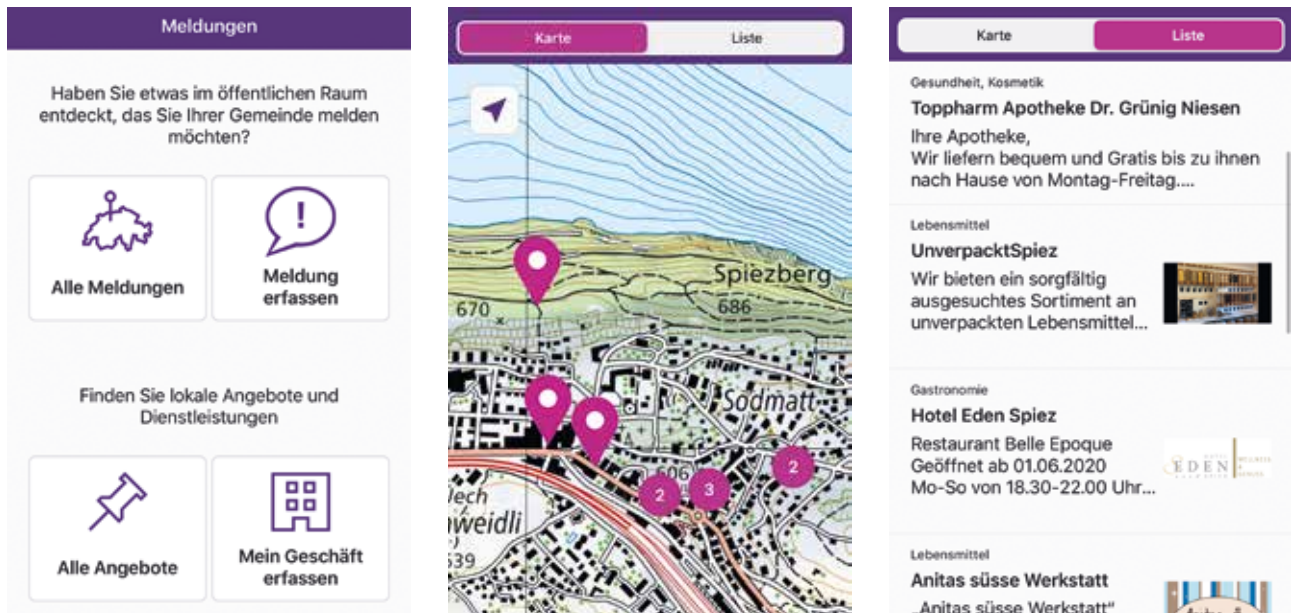 Meldungen
Haben Sie etwas im öffentlichen Raum
entdeckt, das Sie Ihrer Gemeinde melden
möchten?
Alle Meldungen
Meldung
erfassen
Finden Sie lokale Angebote und
Dienstleistungen
Alle Angebote
Mein Geschäft
erfassen
Karte
Liste
Spiezberg
686
670
Sodmatt
606
2
3
2
weidli
539
Karte
Liste
Gesundheit, Kosmetik
Toppharm Apotheke Dr. Grünig Niesen
Ihre Apotheke,
Wir liefern bequem und Gratis bis zu ihnen
nach Hause von Montag-Freitag....
Lebensmittel
UnverpacktSpiez
Wir bieten ein sorgfältig
ausgesuchtes Sortiment an
unverpackten Lebensmittel...
Gastronomie
Hotel Eden Spiez
Restaurant Belle Epoque
Geöffnet ab 01.06.2020
Mo-So von 18.30-22.00 Uhr...
EDEN
Lebensmittel
Anitas süsse Werkstatt
„Anitas süsse Werkstatt"